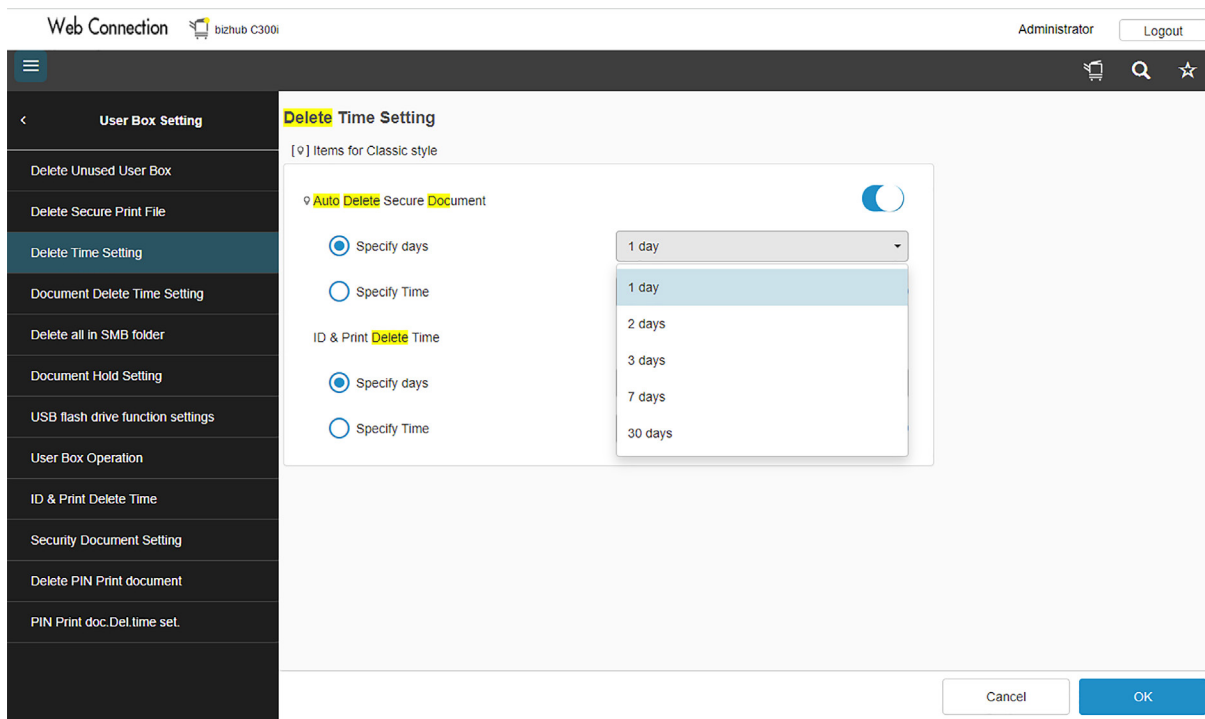 Web Connection bizhub C300i Administrator Logout
User Box Setting
Delete Unused User Box
Delete Secure Print File
Delete Time Setting
Document Delete Time Setting
Delete all in SMB folder
Document Hold Setting
USB flash drive function settings
User Box Operation
ID & Print Delete Time
Security Document Setting
Delete PIN Print document
PIN Print doc.Del.time set.
Delete Time Setting
[ ] Items for Classic style
Auto Delete Secure Document
Specify days 1 day
1 day
Specify Time
2 days
ID & Print Delete Time
3 days
Specify days
7 days
Specify Time
30 days
Cancel OK